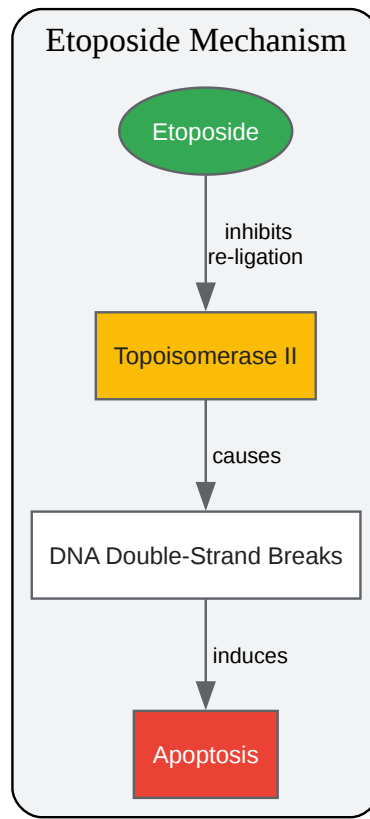 Etoposide Mechanism
Etoposide
inhibits
re-ligation
Topoisomerase II
causes
DNA Double-Strand Breaks
induces
Apoptosis